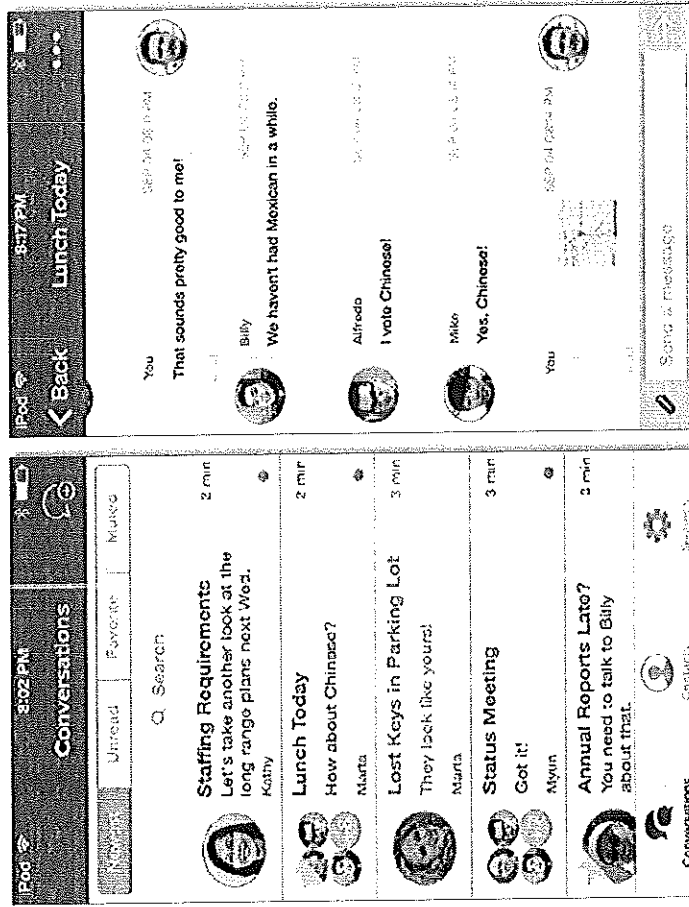 iPod 8:02 PM
Conversations
Unread Favorite Muted
Search
Staffing Requirements 2 min
Let's take another look at the
long range plans next Wed.
Kathy
Lunch Today 2 min
How about Chinese?
Marta
Lost Keys in Parking Lot 3 min
They look like yours!
Marta
Status Meeting 3 min
Got it!
Myun
Annual Reports Late? 3 min
You need to talk to Billy
about that.
Conversations
iPod 8:17 PM
Back Lunch Today
You
That sounds pretty good to me!
Billy
We haven't had Mexican in a while.
Alfredo
I vote Chinese!
Mike
Yes, Chinese!
You
Send a message